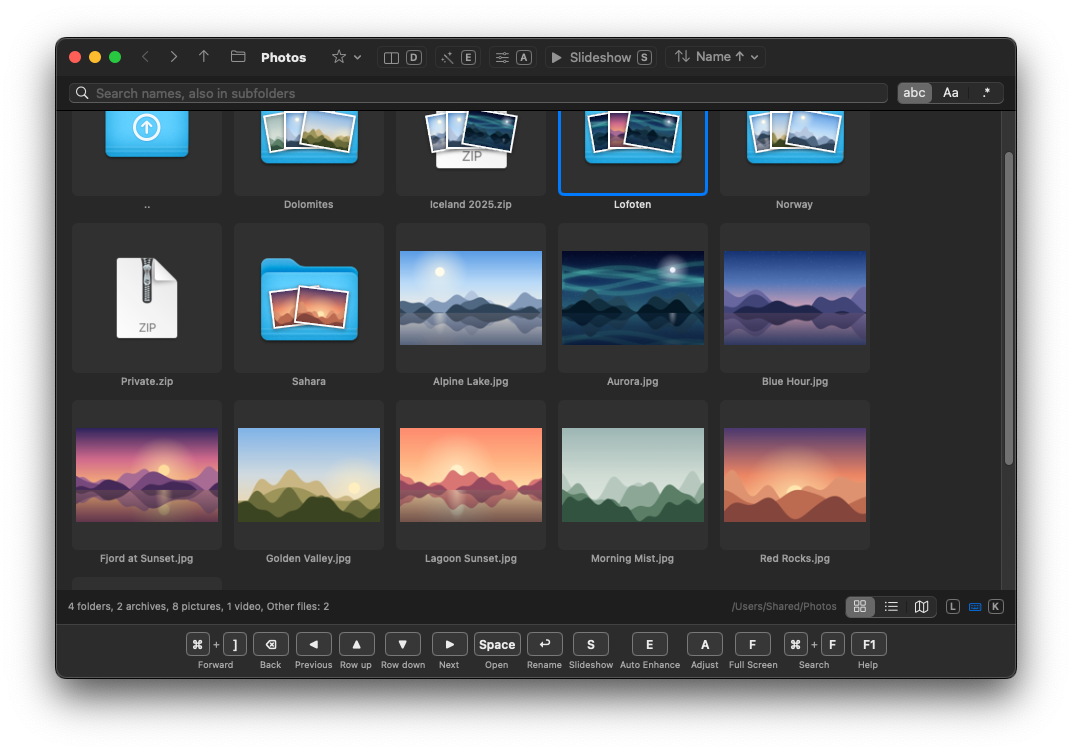 Photos
D
E
A
Slideshow S
Name
Search names, also in subfolders
abc Aa .*
ZIP
.. Dolomites Iceland 2025.zip Lofoten Norway
ZIP
Private.zip Sahara Alpine Lake.jpg Aurora.jpg Blue Hour.jpg
Fjord at Sunset.jpg Golden Valley.jpg Lagoon Sunset.jpg Morning Mist.jpg Red Rocks.jpg
4 folders, 2 archives, 8 pictures, 1 video, Other files: 2 /Users/Shared/Photos L K
⌘ + ] ⌫ ◀ ▲ ▼ ▶ Space ↩ S E A F ⌘ + F F1
Forward Back Previous Row up Row down Next Open Rename Slideshow Auto Enhance Adjust Full Screen Search Help